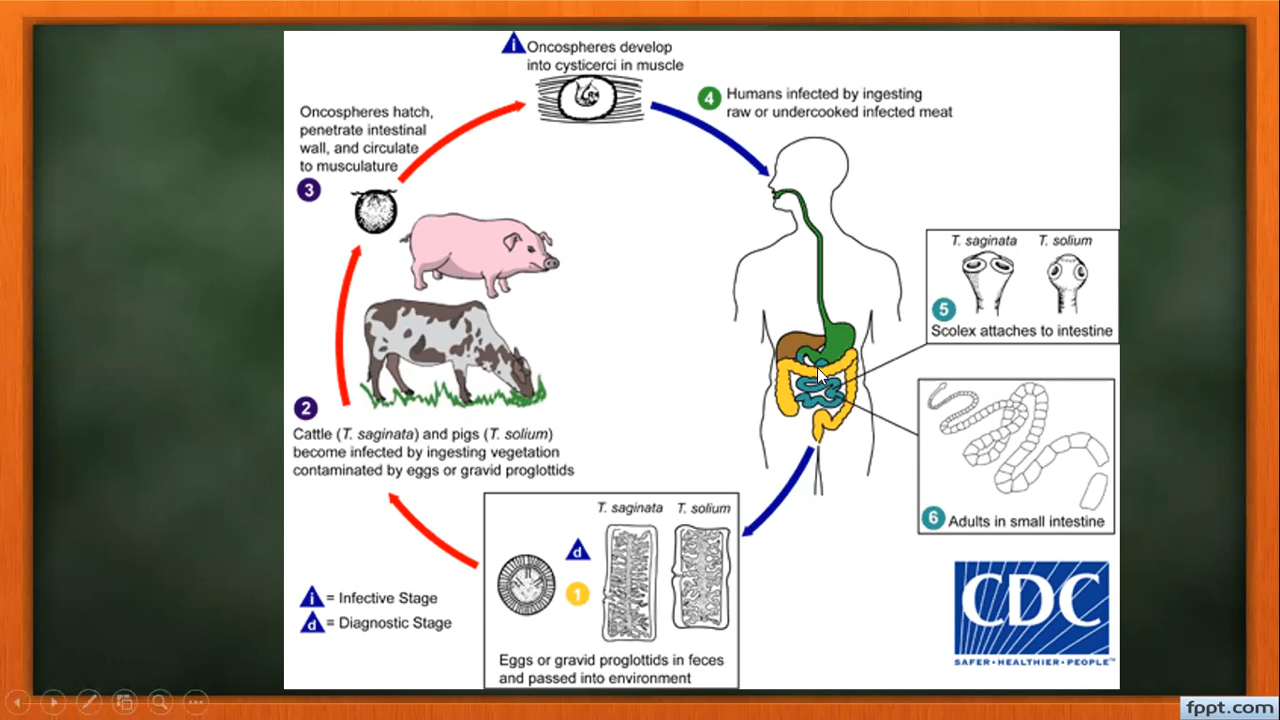 i Oncospheres develop
into cysticerci in muscle
4 Humans infected by ingesting
raw or undercooked infected meat
Oncospheres hatch,
penetrate intestinal
wall, and circulate
to musculature
3
T. saginata T. solium
5
Scolex attaches to intestine
2
Cattle (T. saginata) and pigs (T. solium)
become infected by ingesting vegetation
contaminated by eggs or gravid proglottids
6 Adults in small intestine
T. saginata T. solium
d
1
Eggs or gravid proglottids in feces
and passed into environment
i = Infective Stage
d = Diagnostic Stage
CDC
SAFER•HEALTHIER•PEOPLE™
fppt.com